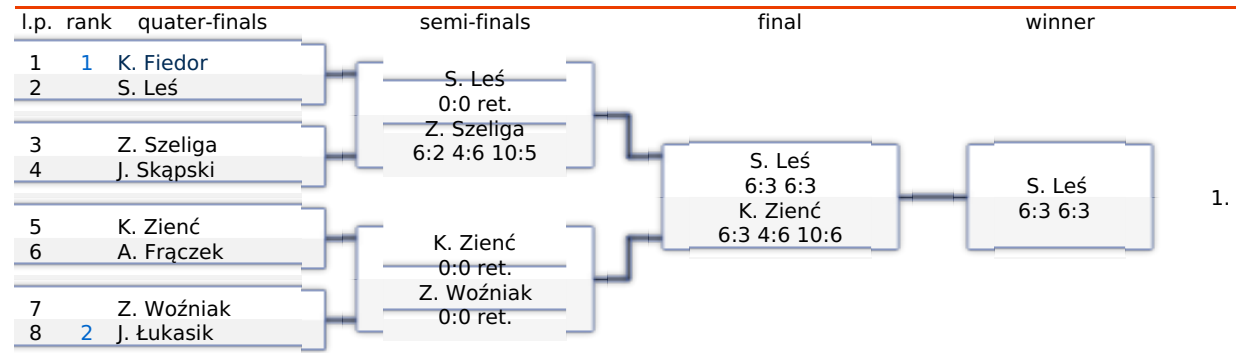 l.p. rank quater-finals semi-finals final winner
1 1 K. Fiedor
2 S. Leś
3 Z. Szeliga
4 J. Skąpski
5 K. Zienć
6 A. Frączek
7 Z. Woźniak
8 2 J. Łukasik
S. Leś
0:0 ret.
Z. Szeliga
6:2 4:6 10:5
K. Zienć
0:0 ret.
Z. Woźniak
0:0 ret.
S. Leś
6:3 6:3
K. Zienć
6:3 4:6 10:6
S. Leś
6:3 6:3
1.